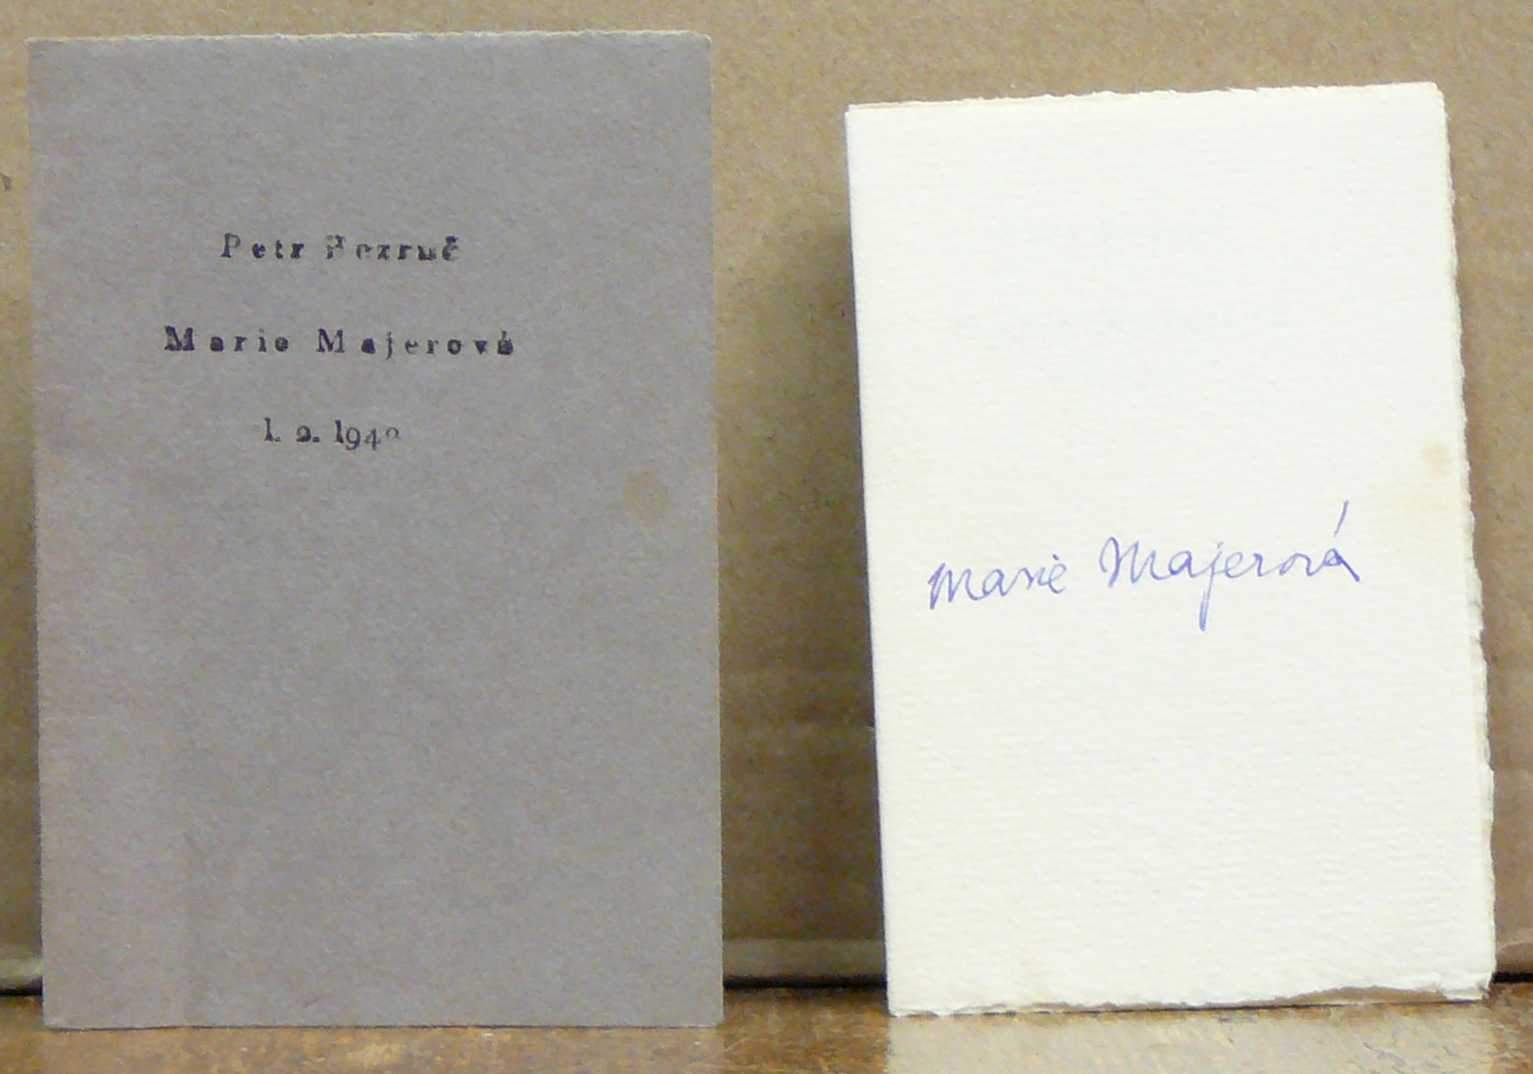 Petr Bezruč
Marie Majerová
1. 2. 1940
Marie Majerová